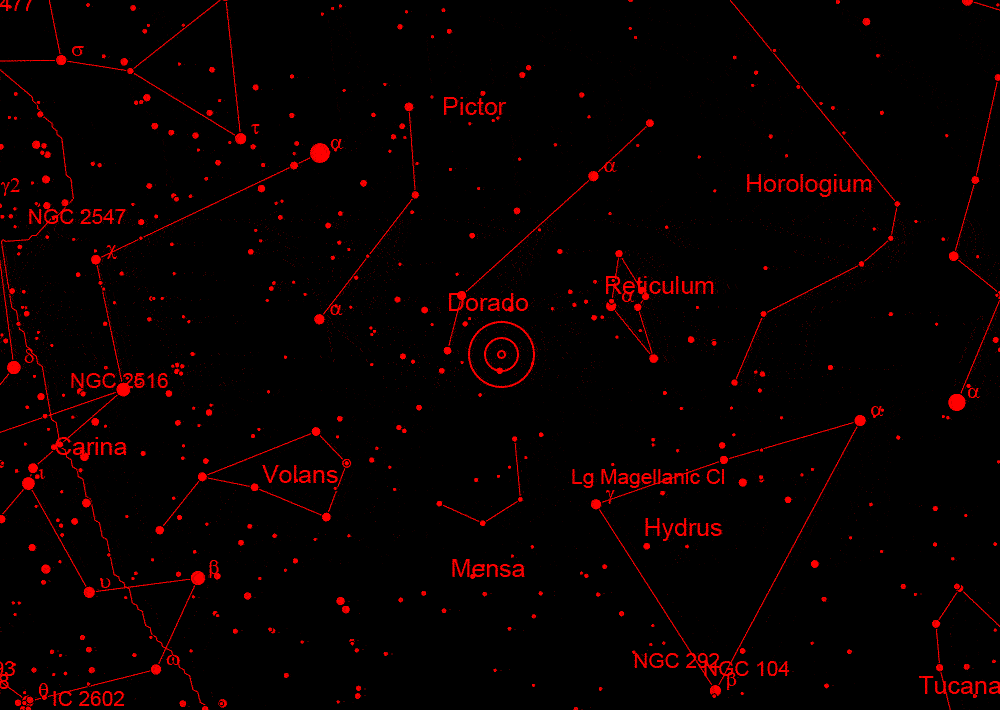 477
σ
τ
Pictor
α
α
γ2
Horologium
NGC 2547
χ
Reticulum
α
Dorado
α
δ
NGC 2516
α
α
Carina
Volans
ι
Lg Magellanic Cl
γ
Hydrus
Mensa
β
υ
ω
NGC 292
NGC 104
93
θ
IC 2602
β
Tucana